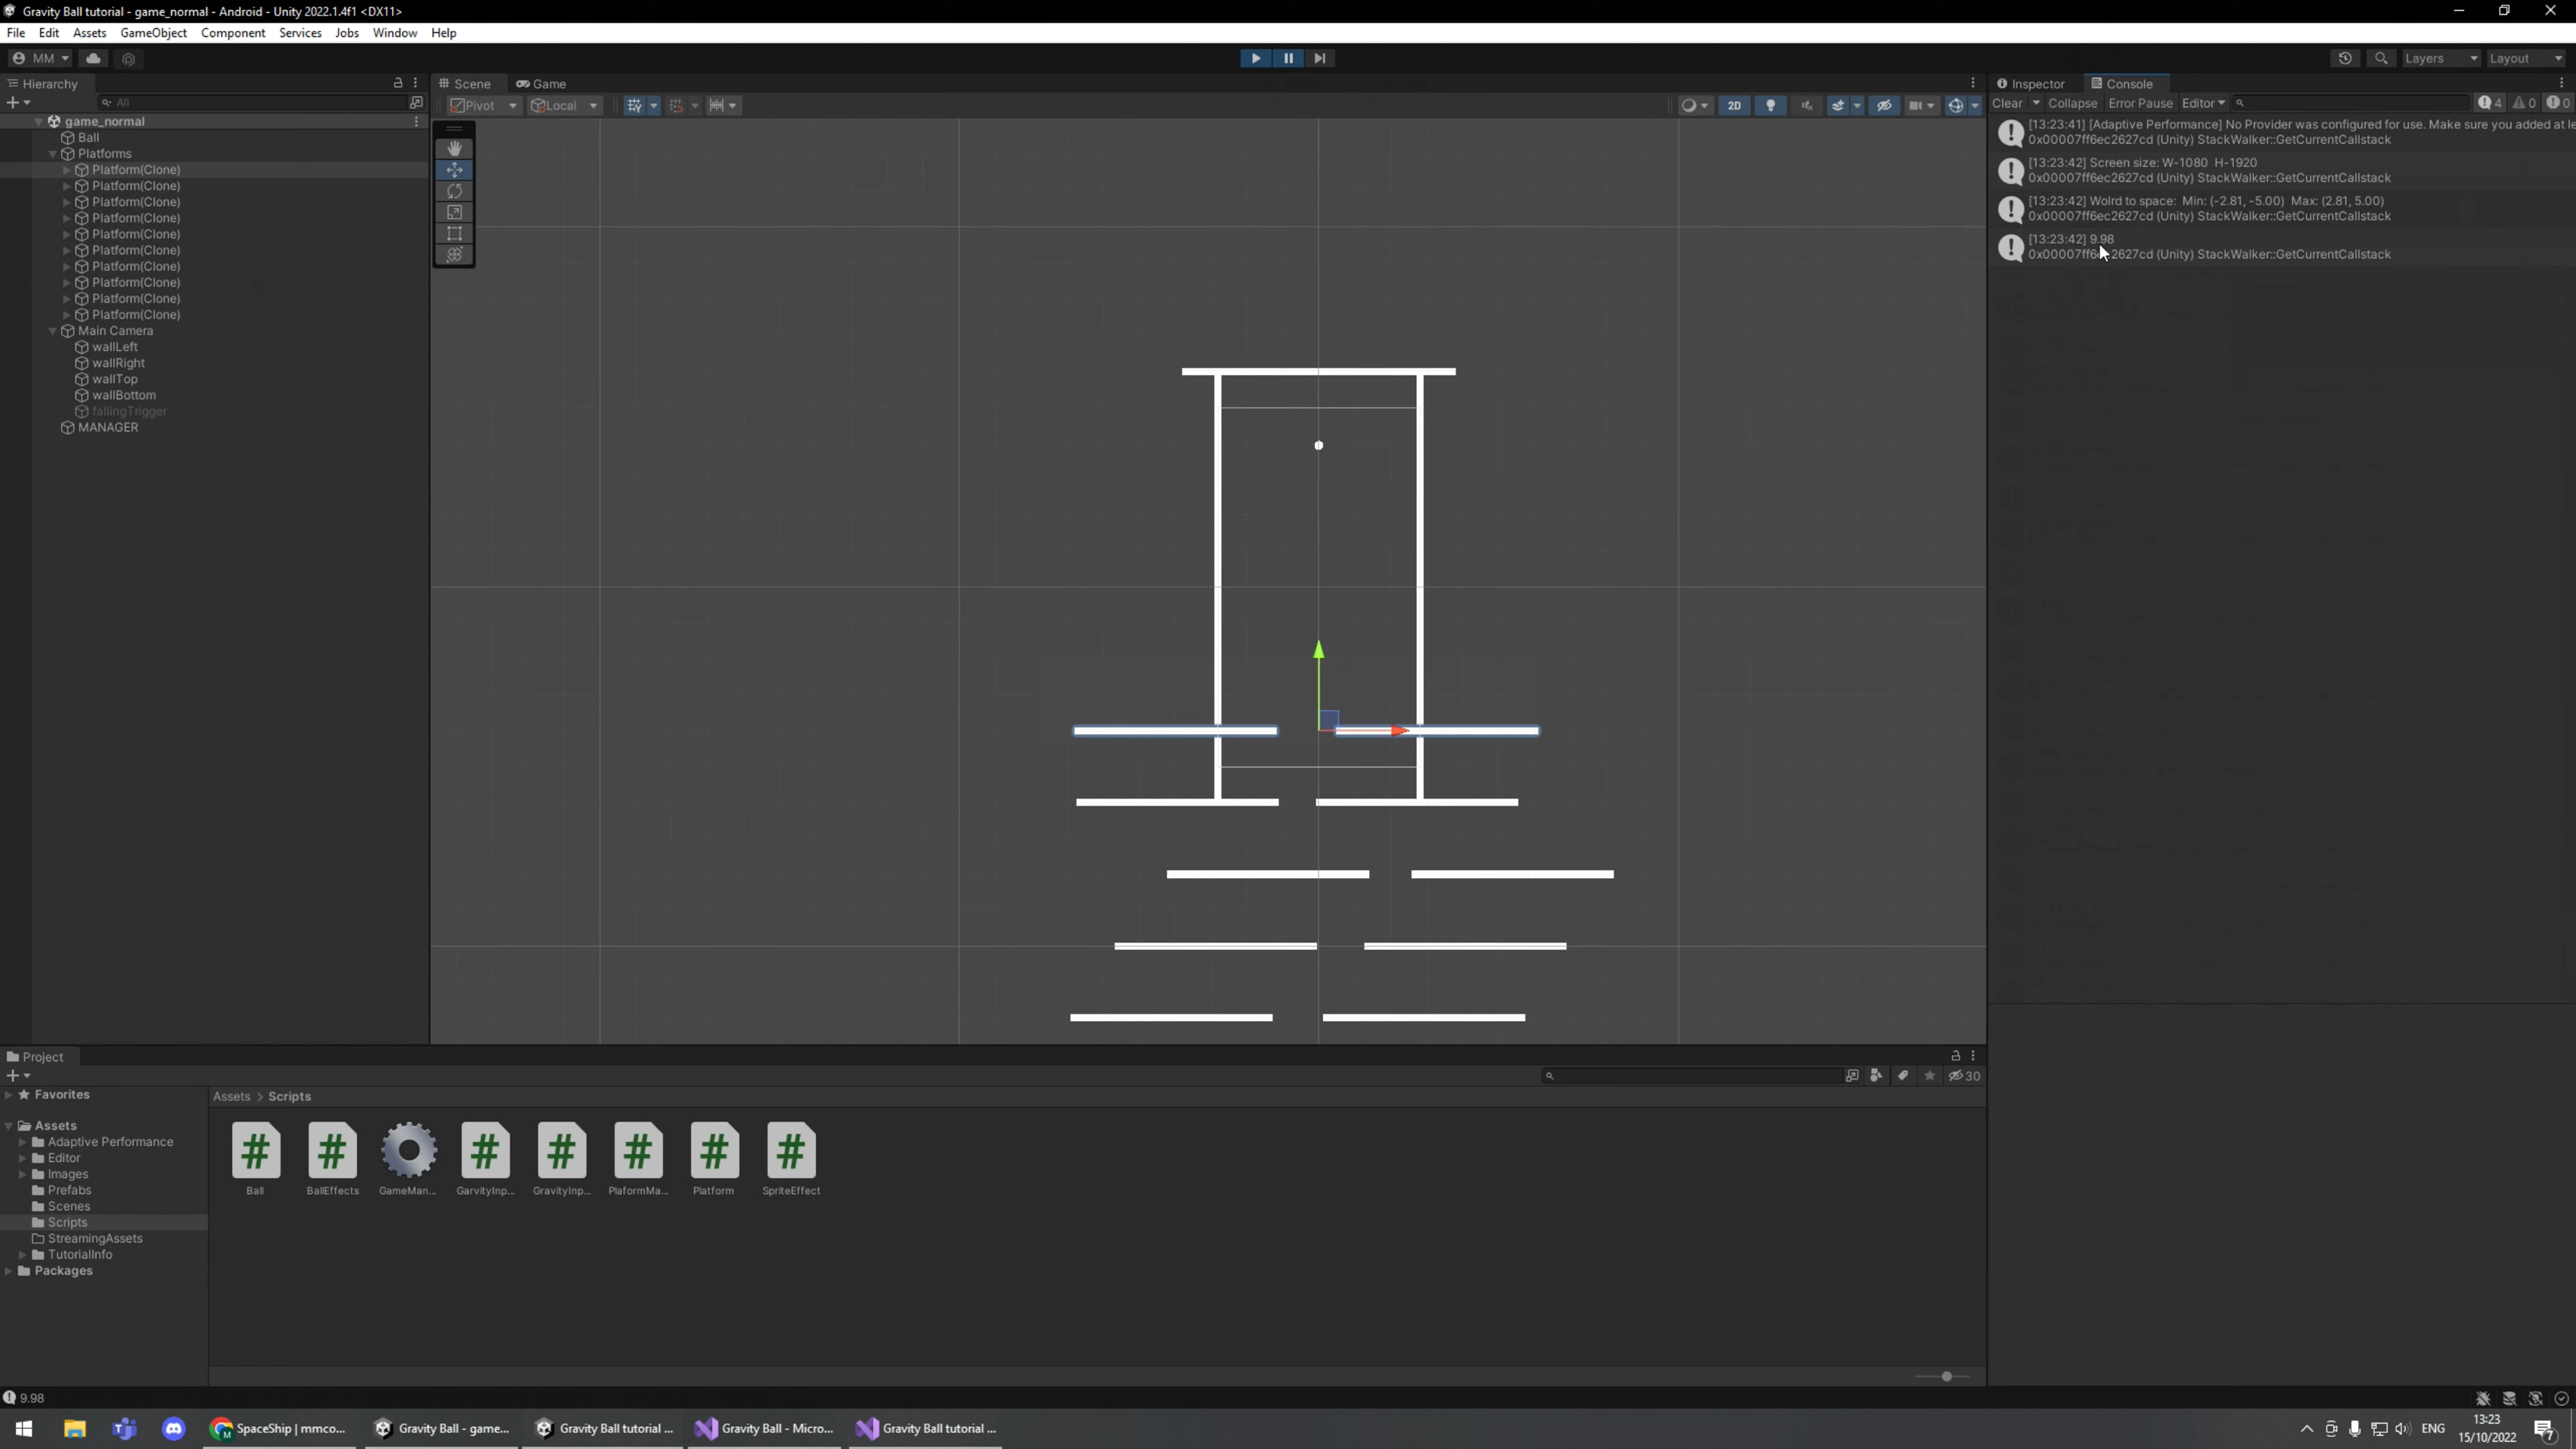 Gravity Ball tutorial - game_normal - Android - Unity 2022.1.4f1 <DX11>
File Edit Assets GameObject Component Services Jobs Window Help
MM Layers Layout
Hierarchy
All
game_normal
Ball
Platforms
Platform(Clone)
Platform(Clone)
Platform(Clone)
Platform(Clone)
Platform(Clone)
Platform(Clone)
Platform(Clone)
Platform(Clone)
Platform(Clone)
Platform(Clone)
Main Camera
wallLeft
wallRight
wallTop
wallBottom
fallingTrigger
MANAGER
Scene Game
Pivot Local 2D
Inspector Console
Clear Collapse Error Pause Editor 4 0 0
[13:23:41] [Adaptive Performance] No Provider was configured for use. Make sure you added at le
0x00007ff6ec2627cd (Unity) StackWalker::GetCurrentCallstack
[13:23:42] Screen size: W-1080 H-1920
0x00007ff6ec2627cd (Unity) StackWalker::GetCurrentCallstack
[13:23:42] Wolrd to space: Min: (-2.81, -5.00) Max: (2.81, 5.00)
0x00007ff6ec2627cd (Unity) StackWalker::GetCurrentCallstack
[13:23:42] 9.98
0x00007ff6ec2627cd (Unity) StackWalker::GetCurrentCallstack
Project
30
Favorites
Assets
Adaptive Performance
Editor
Images
Prefabs
Scenes
Scripts
StreamingAssets
TutorialInfo
Packages
Assets > Scripts
Ball BallEffects GameMan... GarvityInp... GravityInp... PlaformMa... Platform SpriteEffect
9.98
SpaceShip | mmco... Gravity Ball - game... Gravity Ball tutorial ... Gravity Ball - Micro... Gravity Ball tutorial ...
ENG
13:23
15/10/2022
7